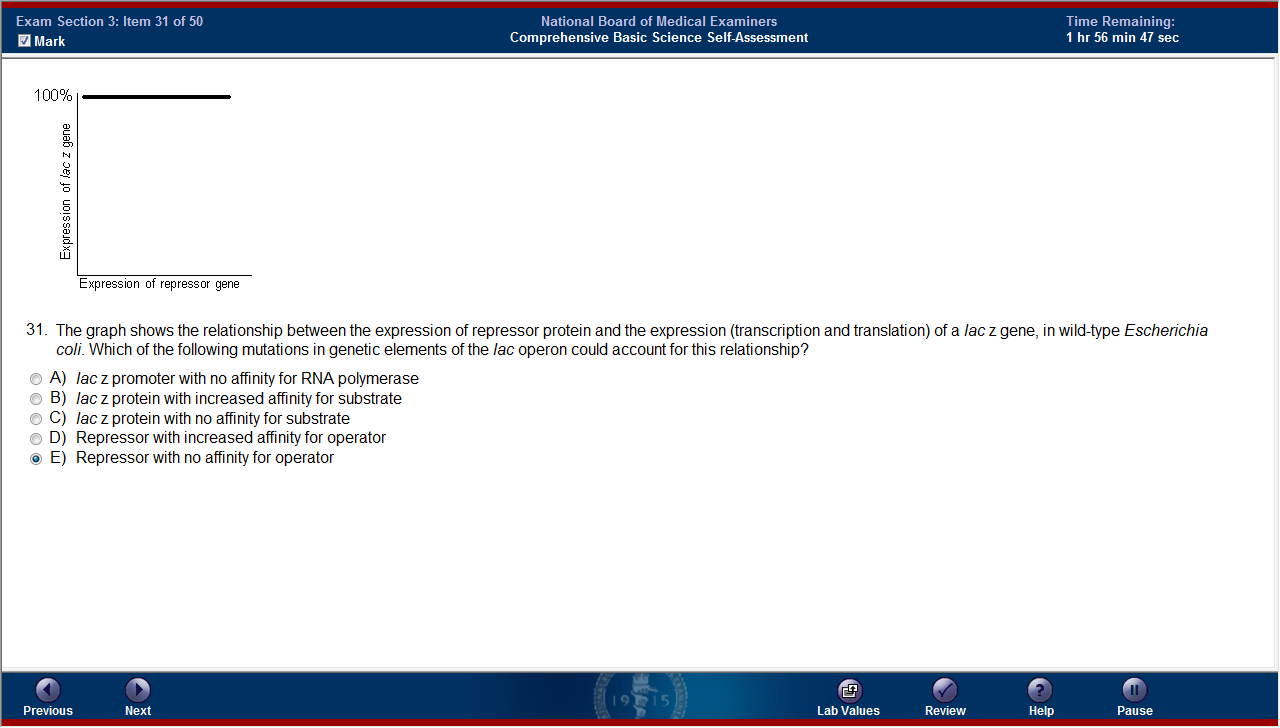 Exam Section 3: Item 31 of 50
Mark
National Board of Medical Examiners
Comprehensive Basic Science Self-Assessment
Time Remaining:
1 hr 56 min 47 sec
100%
Expression of lac z gene
Expression of repressor gene
31. The graph shows the relationship between the expression of repressor protein and the expression (transcription and translation) of a lac z gene, in wild-type Escherichia
coli. Which of the following mutations in genetic elements of the lac operon could account for this relationship?
A) lac z promoter with no affinity for RNA polymerase
B) lac z protein with increased affinity for substrate
C) lac z protein with no affinity for substrate
D) Repressor with increased affinity for operator
E) Repressor with no affinity for operator
Previous
Next
1915
Lab Values
Review
Help
Pause